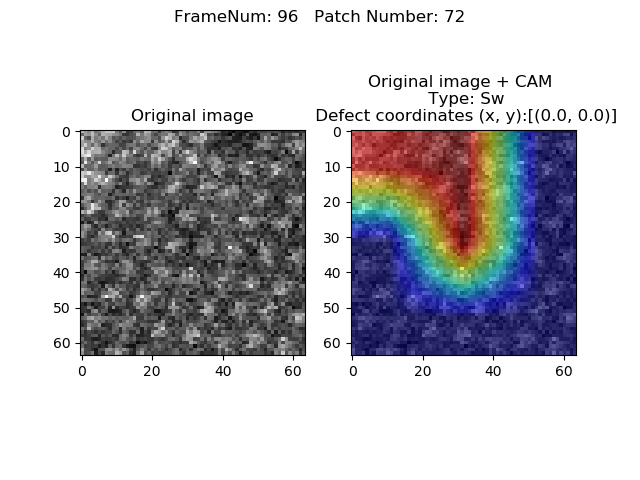 FrameNum: 96   Patch Number: 72
Original image
Original image + CAM
Type: Sw
Defect coordinates (x, y):[(0.0, 0.0)]
0
10
20
30
40
50
60
0 20 40 60
0
10
20
30
40
50
60
0 20 40 60